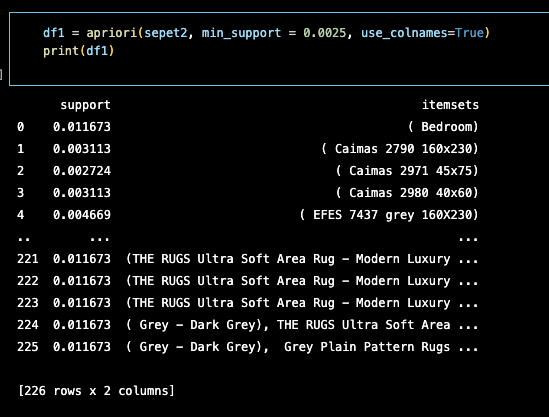 df1 = apriori(sepet2, min_support = 0.0025, use_colnames=True)
print(df1)
]
support itemsets
0 0.011673 ( Bedroom)
1 0.003113 ( Caimas 2790 160x230)
2 0.002724 ( Caimas 2971 45x75)
3 0.003113 ( Caimas 2980 40x60)
4 0.004669 ( EFES 7437 grey 160X230)
.. ... ...
221 0.011673 (THE RUGS Ultra Soft Area Rug – Modern Luxury ...
222 0.011673 (THE RUGS Ultra Soft Area Rug – Modern Luxury ...
223 0.011673 (THE RUGS Ultra Soft Area Rug – Modern Luxury ...
224 0.011673 ( Grey – Dark Grey), THE RUGS Ultra Soft Area ...
225 0.011673 ( Grey – Dark Grey),  Grey Plain Pattern Rugs ...
[226 rows x 2 columns]